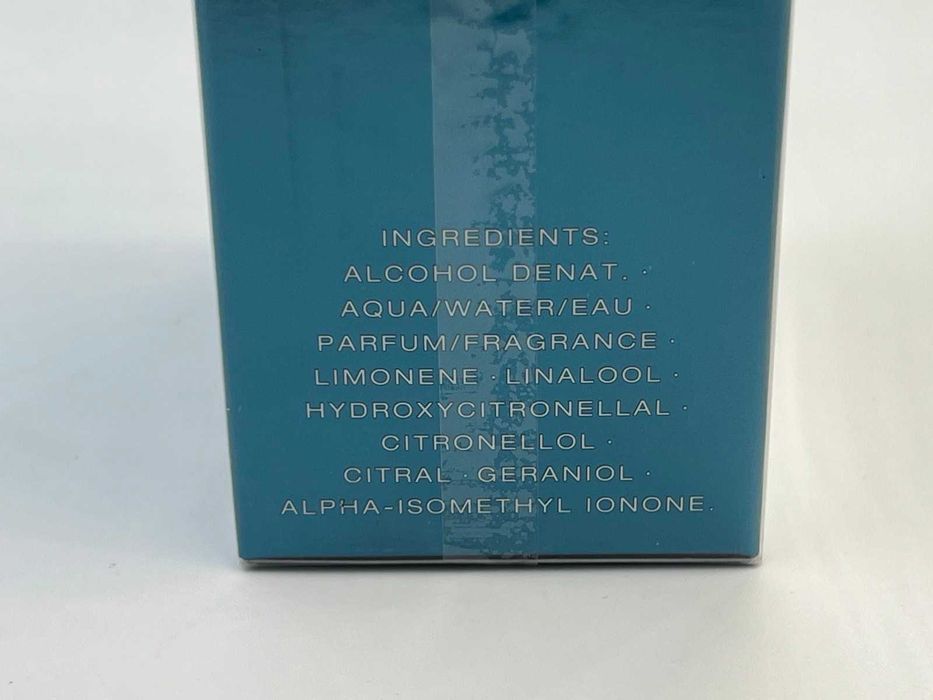 INGREDIENTS:
ALCOHOL DENAT. ·
AQUA/WATER/EAU ·
PARFUM/FRAGRANCE ·
LIMONENE · LINALOOL ·
HYDROXYCITRONELLAL ·
CITRONELLOL ·
CITRAL · GERANIOL ·
ALPHA-ISOMETHYL IONONE.